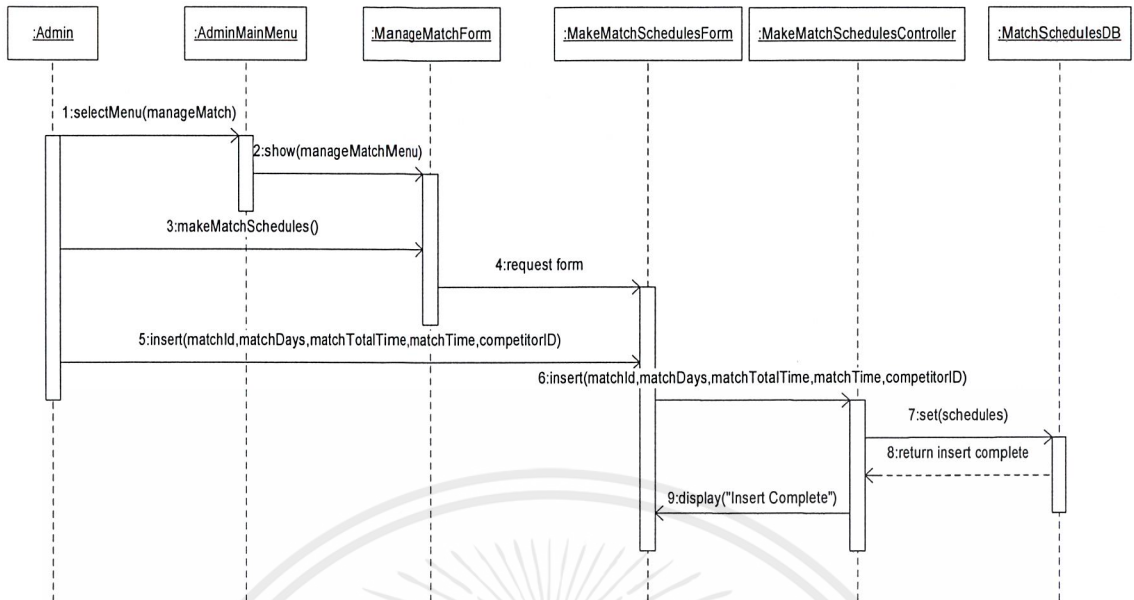 :Admin
:AdminMainMenu
:ManageMatchForm
:MakeMatchSchedulesForm
:MakeMatchSchedulesController
:MatchSchedulesDB
1:selectMenu(manageMatch)
2:show(manageMatchMenu)
3:makeMatchSchedules()
4:request form
5:insert(matchId,matchDays,matchTotalTime,matchTime,competitorID)
6:insert(matchId,matchDays,matchTotalTime,matchTime,competitorID)
7:set(schedules)
8:return insert complete
9:display("Insert Complete")